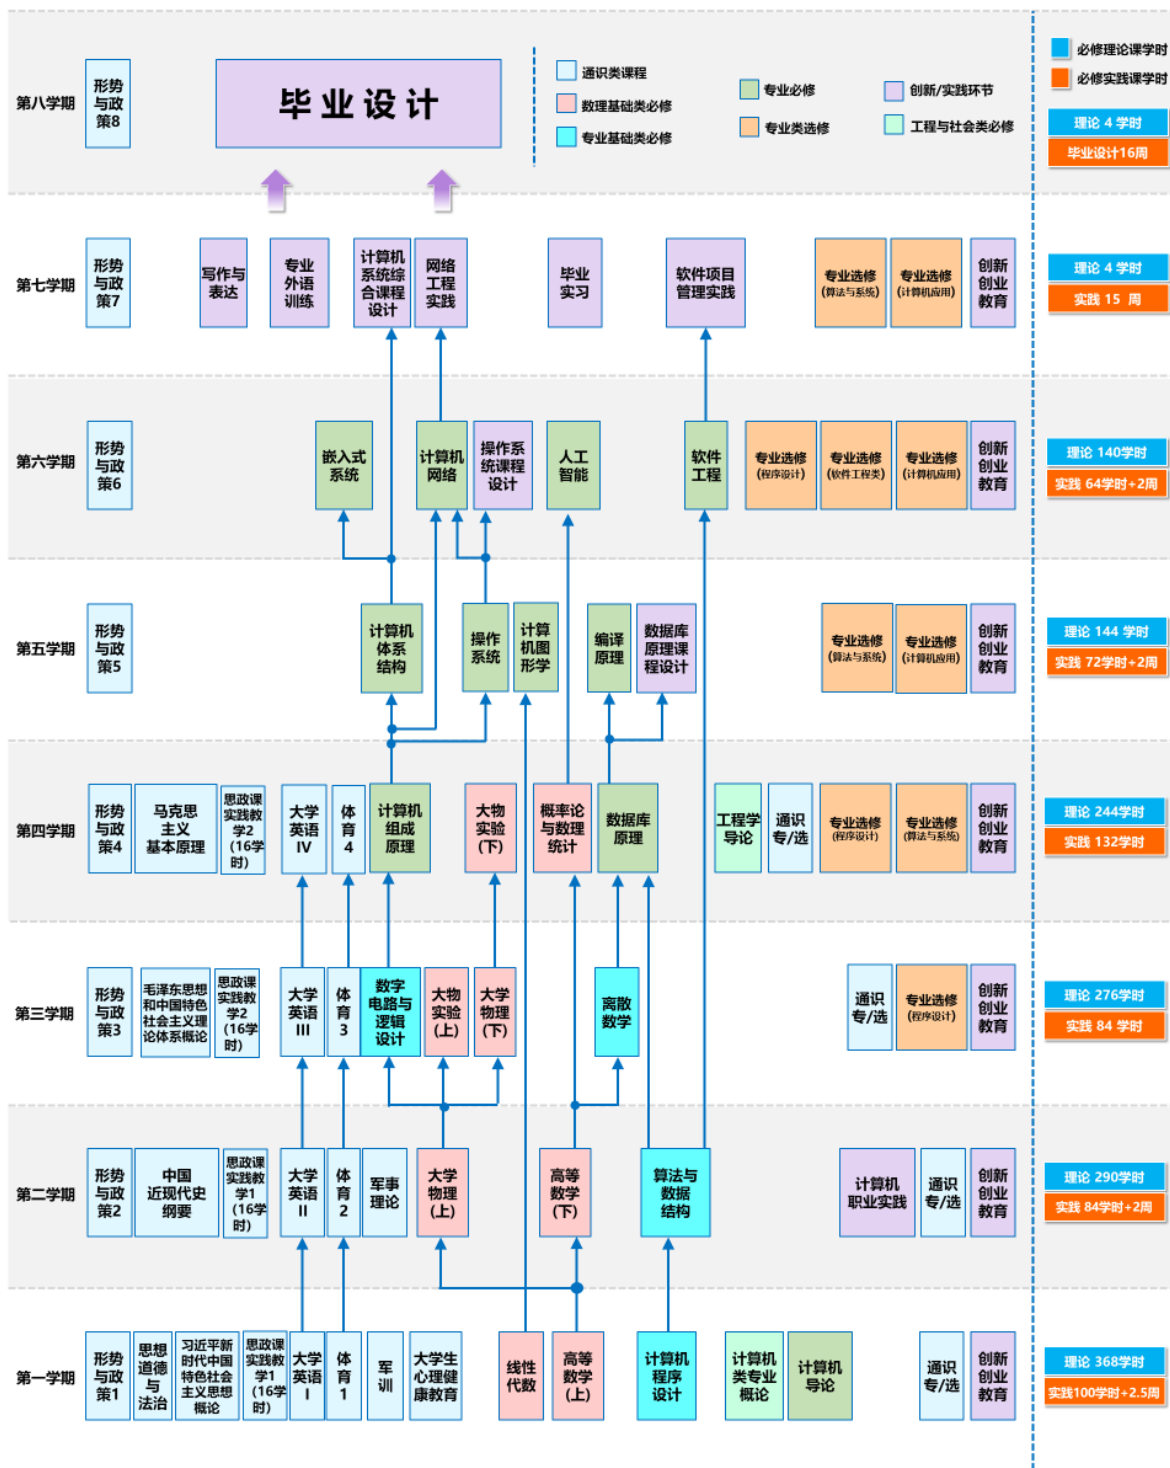 第八学期
形势
与政
策8
毕业设计
通识类课程
数理基础类必修
专业基础类必修
专业必修
专业类选修
创新/实践环节
工程与社会类必修
必修理论课学时
必修实践课学时
理论 4 学时
毕业设计16周
第七学期
形势
与政
策7
写作与
表达
专业
外语
训练
计算机
系统综
合课程
设计
网络
工程
实践
毕业
实习
软件项目
管理实践
专业选修
(算法与系统)
专业选修
(计算机应用)
创新
创业
教育
理论 4 学时
实践 15 周
第六学期
形势
与政
策6
嵌入式
系统
计算机
网络
操作系
统课程
设计
人工
智能
软件
工程
专业选修
(程序设计)
专业选修
(软件工程类)
专业选修
(计算机应用)
创新
创业
教育
理论 140学时
实践 64学时+2周
第五学期
形势
与政
策5
计算机
体系
结构
操作
系统
计算
机图
形学
编译
原理
数据库
原理课
程设计
专业选修
(算法与系统)
专业选修
(计算机应用)
创新
创业
教育
理论 144 学时
实践 72学时+2周
第四学期
形势
与政
策4
马克思
主义
基本原理
思政课
实践教
学2
(16学
时)
大学
英语
IV
体
育
4
计算机
组成
原理
大物
实验
(下)
概率论
与数理
统计
数据库
原理
工程学
导论
通识
专/选
专业选修
(程序设计)
专业选修
(算法与系统)
创新
创业
教育
理论 244学时
实践 132学时
第三学期
形势
与政
策3
毛泽东思想
和中国特色
社会主义理
论体系概论
思政课
实践教
学2
(16学
时)
大学
英语
III
体
育
3
数字
电路与
逻辑
设计
大物
实验
(上)
大学
物理
(下)
离散
数学
通识
专/选
专业选修
(程序设计)
创新
创业
教育
理论 276学时
实践 84 学时
第二学期
形势
与政
策2
中国
近现代史
纲要
思政课
实践教
学1
(16学
时)
大学
英语
II
体
育
2
军事
理论
大学
物理
(上)
高等
数学
(下)
算法与
数据
结构
计算机
职业实践
通识
专/选
创新
创业
教育
理论 290学时
实践 84学时+2周
第一学期
形势
与政
策1
思想
道德
与
法治
习近平新
时代中国
特色社会
主义思想
概论
思政课
实践教
学1
(16学
时)
大学
英语
I
体
育
1
军
训
大学生
心理健
康教育
线性
代数
高等
数学
(上)
计算机
程序
设计
计算机
类专业
概论
计算机
导论
通识
专/选
创新
创业
教育
理论 368学时
实践100学时+2.5周